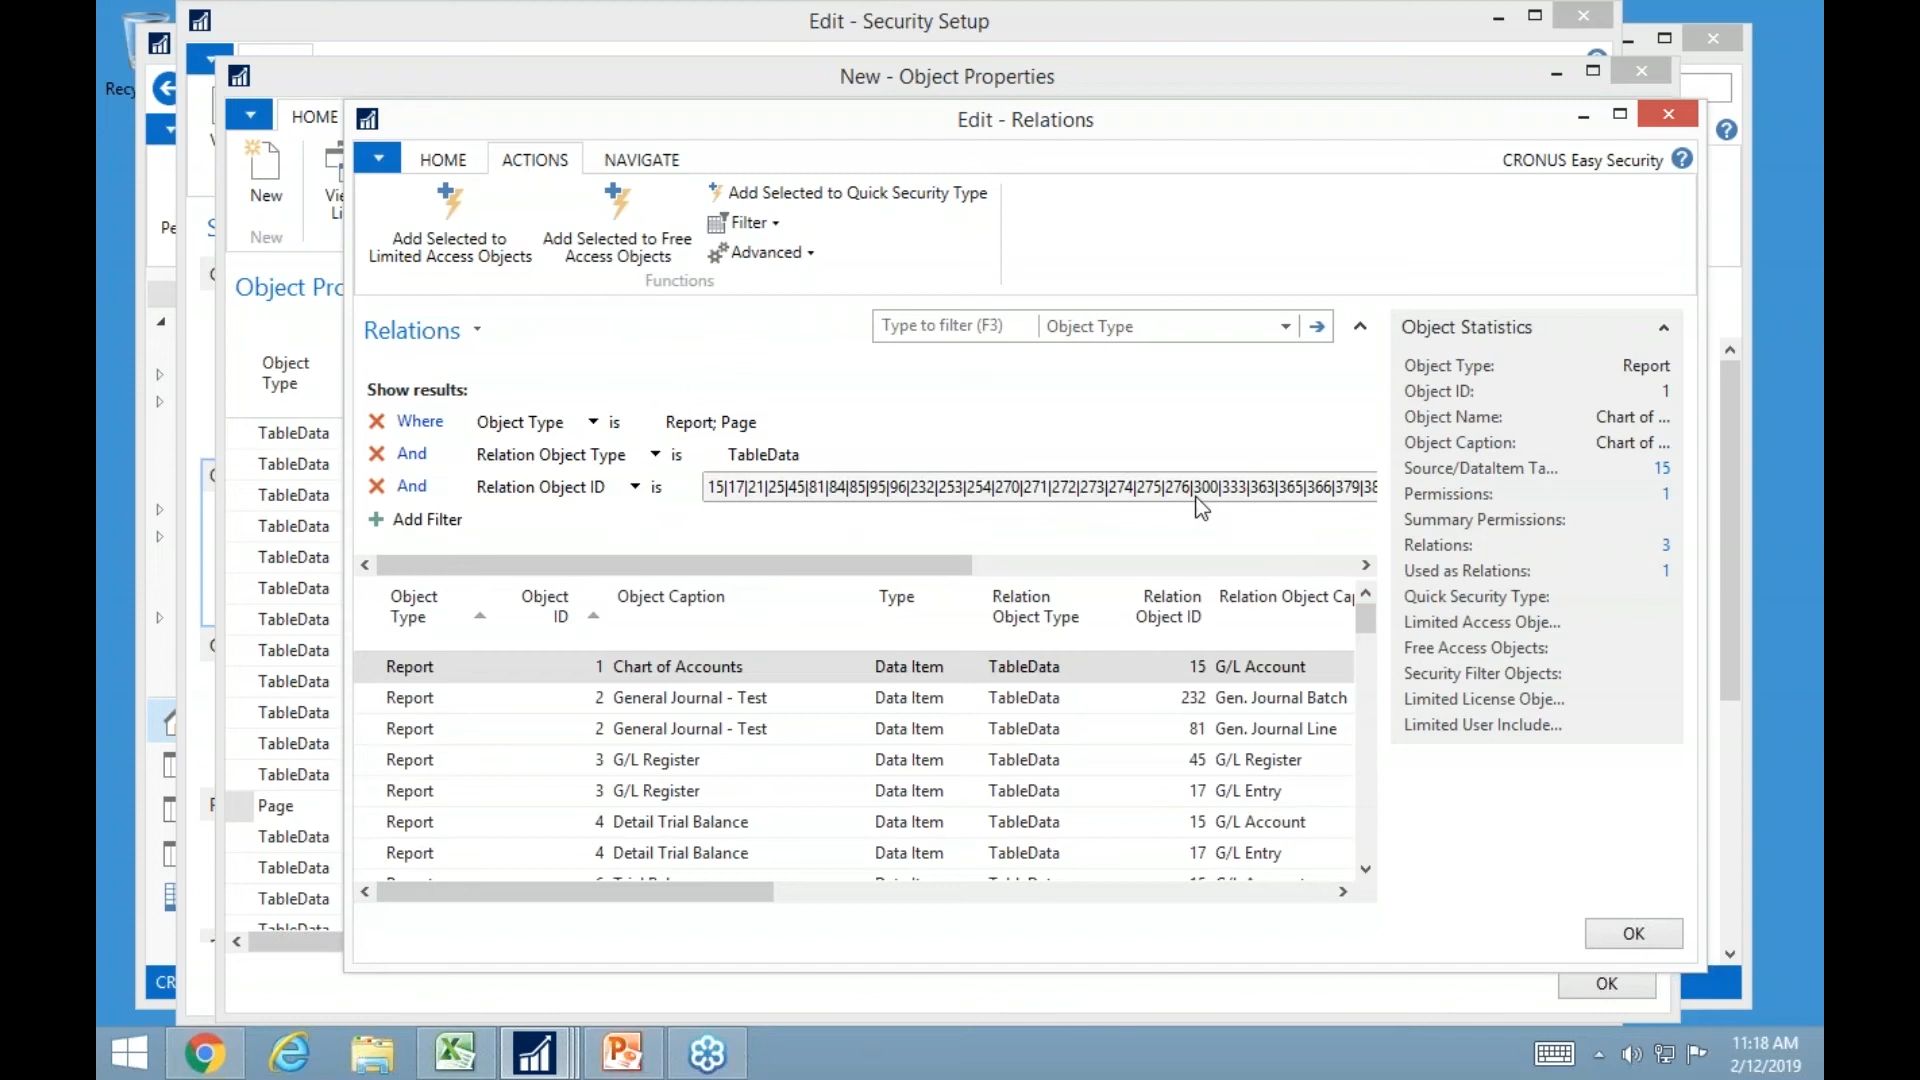 Edit - Security Setup
New - Object Properties
Edit - Relations
HOME
HOME ACTIONS NAVIGATE
CRONUS Easy Security
New
New
Add Selected to
Limited Access Objects
Add Selected to Free
Access Objects
Add Selected to Quick Security Type
Filter
Advanced
Functions
Object
Relations
Type to filter (F3) Object Type
Show results:
Where Object Type is Report; Page
And Relation Object Type is TableData
And Relation Object ID is 15|17|21|25|45|81|84|85|95|96|232|253|254|270|271|272|273|274|275|276|300|333|363|365|366|379|38
Add Filter
Object
Type
TableData
TableData
TableData
TableData
TableData
TableData
TableData
TableData
TableData
TableData
TableData
TableData
Page
TableData
TableData
TableData
TableData
Object
Type
Object
ID
Object Caption
Type
Relation
Object Type
Relation
Object ID
Relation Object
Report 1 Chart of Accounts Data Item TableData 15 G/L Account
Report 2 General Journal - Test Data Item TableData 232 Gen. Journal Batch
Report 2 General Journal - Test Data Item TableData 81 Gen. Journal Line
Report 3 G/L Register Data Item TableData 45 G/L Register
Report 3 G/L Register Data Item TableData 17 G/L Entry
Report 4 Detail Trial Balance Data Item TableData 15 G/L Account
Report 4 Detail Trial Balance Data Item TableData 17 G/L Entry
Object Statistics
Object Type: Report
Object ID: 1
Object Name: Chart of ...
Object Caption: Chart of ...
Source/DataItem Ta... 15
Permissions: 1
Summary Permissions:
Relations: 3
Used as Relations: 1
Quick Security Type:
Limited Access Obje...
Free Access Objects:
Security Filter Objects:
Limited License Obje...
Limited User Include...
OK
OK
11:18 AM
2/12/2019